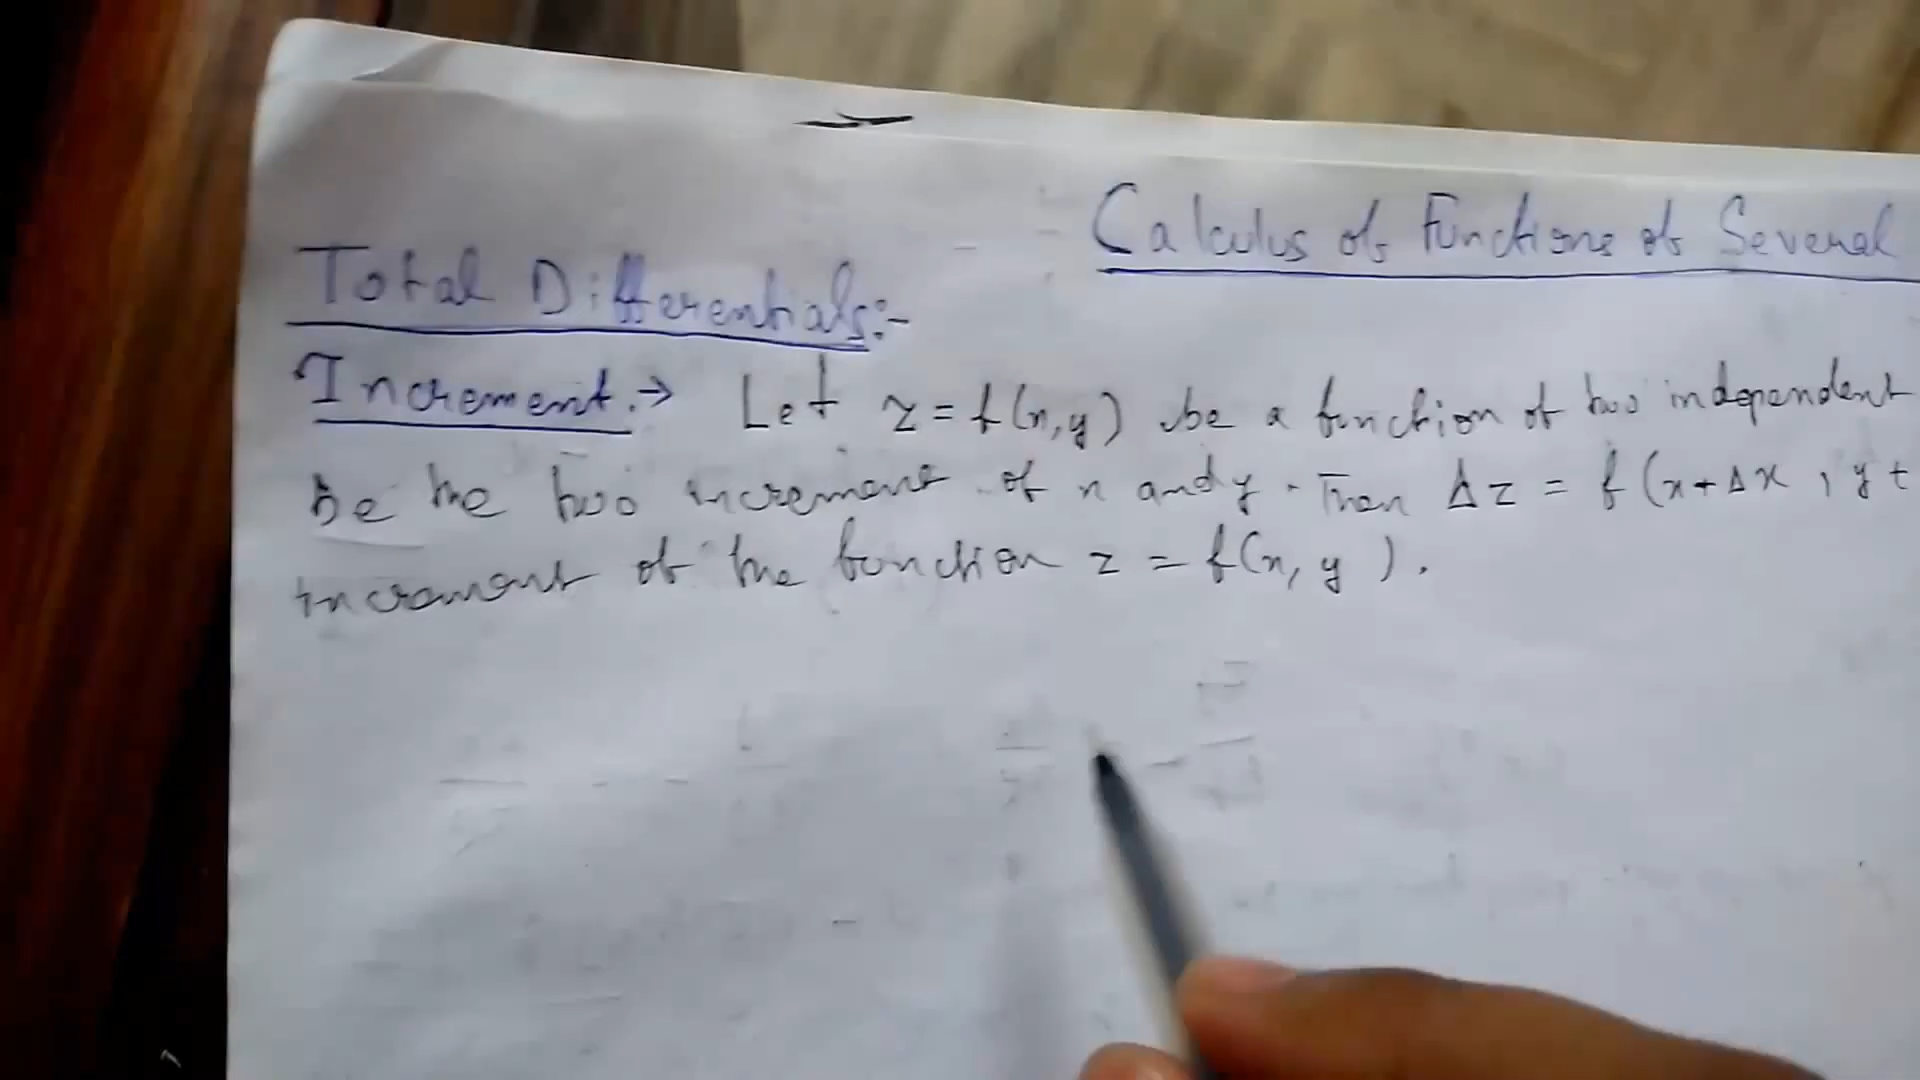 Calculus of Functions of Several
Total Differentials:-
Increment.→ Let z = f(x,y) be a function of two independent
be the two increment of x and y. Then Δz = f(x+Δx, y+
increment of the function z = f(x, y).